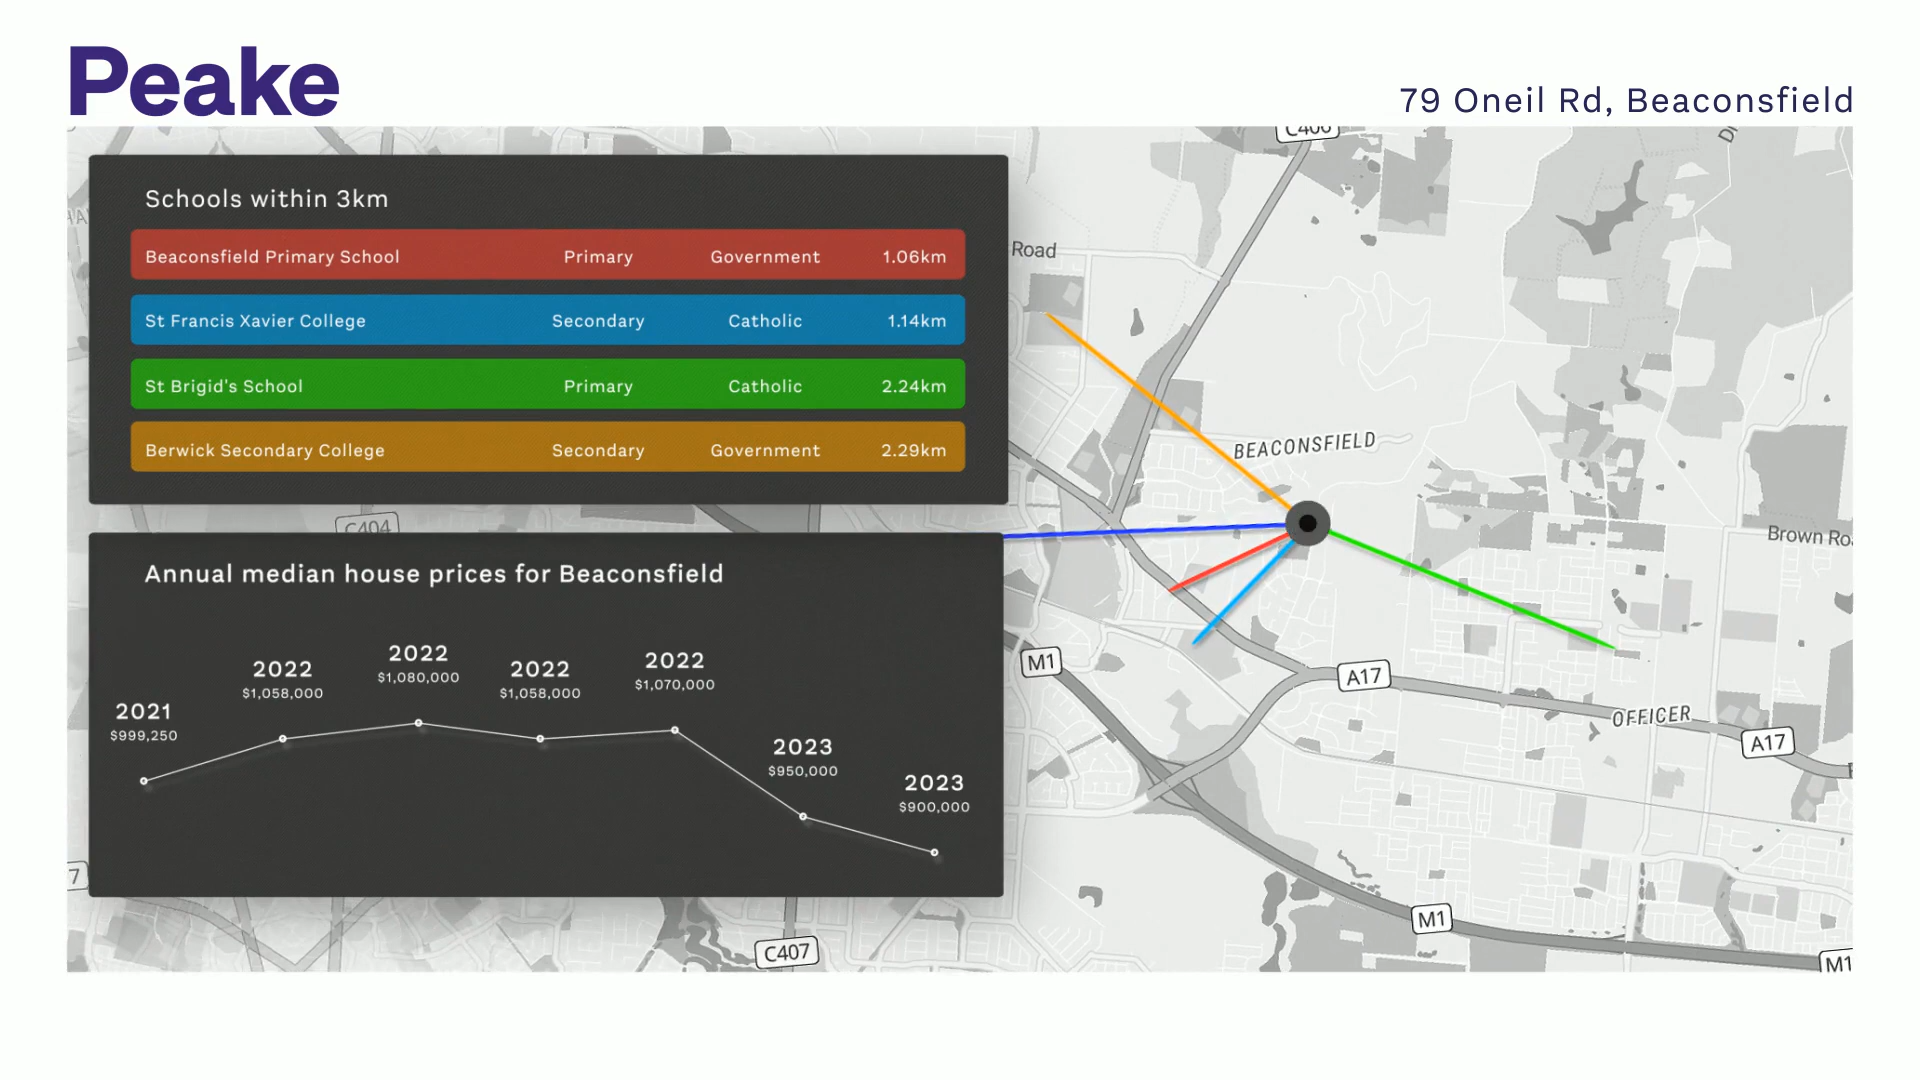 Peake
79 Oneil Rd, Beaconsfield
Schools within 3km
Beaconsfield Primary School Primary Government 1.06km
St Francis Xavier College Secondary Catholic 1.14km
St Brigid's School Primary Catholic 2.24km
Berwick Secondary College Secondary Government 2.29km
Annual median house prices for Beaconsfield
2021
$999,250
2022
$1,058,000
2022
$1,080,000
2022
$1,058,000
2022
$1,070,000
2023
$950,000
2023
$900,000
C406
Road
BEACONSFIELD
Brown
C404
M1
A17
OFFICER
A17
7
M1
C407
M1